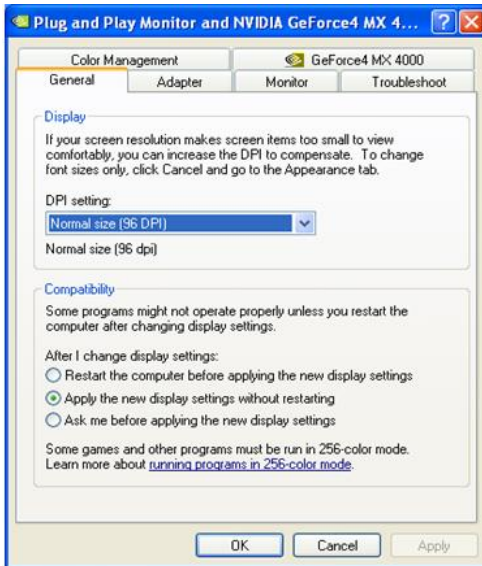 Plug and Play Monitor and NVIDIA GeForce4 MX 4...
Color Management
GeForce4 MX 4000
General
Adapter
Monitor
Troubleshoot
Display
If your screen resolution makes screen items too small to view
comfortably, you can increase the DPI to compensate. To change
font sizes only, click Cancel and go to the Appearance tab.
DPI setting:
Normal size (96 DPI)
Normal size (96 dpi)
Compatibility
Some programs might not operate properly unless you restart the
computer after changing display settings.
After I change display settings:
Restart the computer before applying the new display settings
Apply the new display settings without restarting
Ask me before applying the new display settings
Some games and other programs must be run in 256-color mode.
Learn more about running programs in 256-color mode.
OK
Cancel
Apply